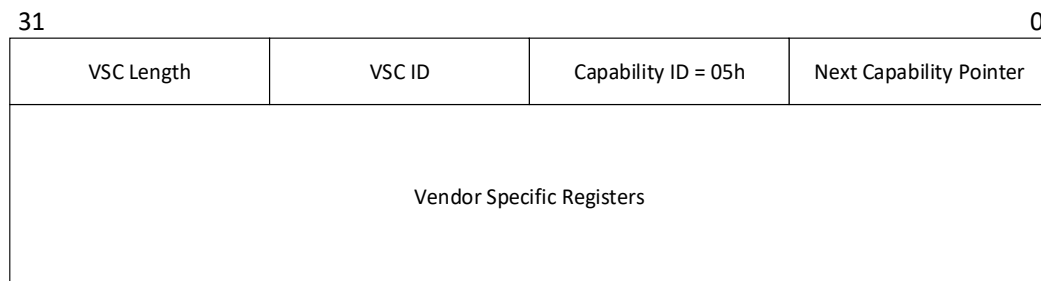 31 0
VSC Length VSC ID Capability ID = 05h Next Capability Pointer
Vendor Specific Registers